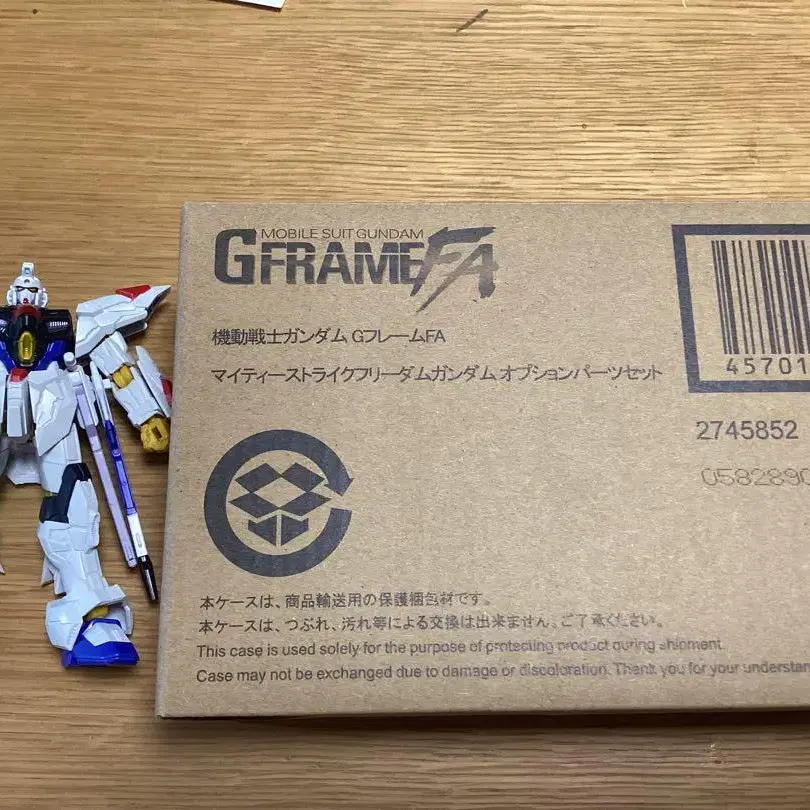 MOBILE SUIT GUNDAM
GFRAMEFA
機動戦士ガンダム GフレームFA
マイティーストライクフリーダムガンダム オプションパーツセット
45701
2745852
0582890
本ケースは、商品輸送用の保護梱包材です。
本ケースは、つぶれ、汚れ等による交換は出来ません。ご了承ください。
This case is used solely for the purpose of protecting product during shipment.
Case may not be exchanged due to damage or discoloration. Thank you for your understan